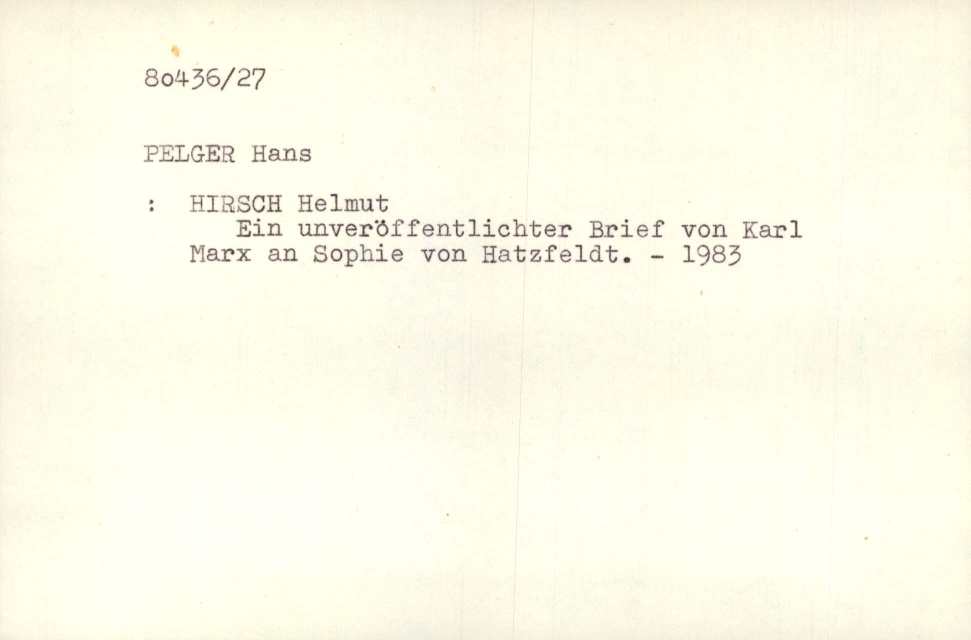 80436/27
PELGER Hans
: HIRSCH Helmut
Ein unveröffentlichter Brief von Karl
Marx an Sophie von Hatzfeldt. - 1983